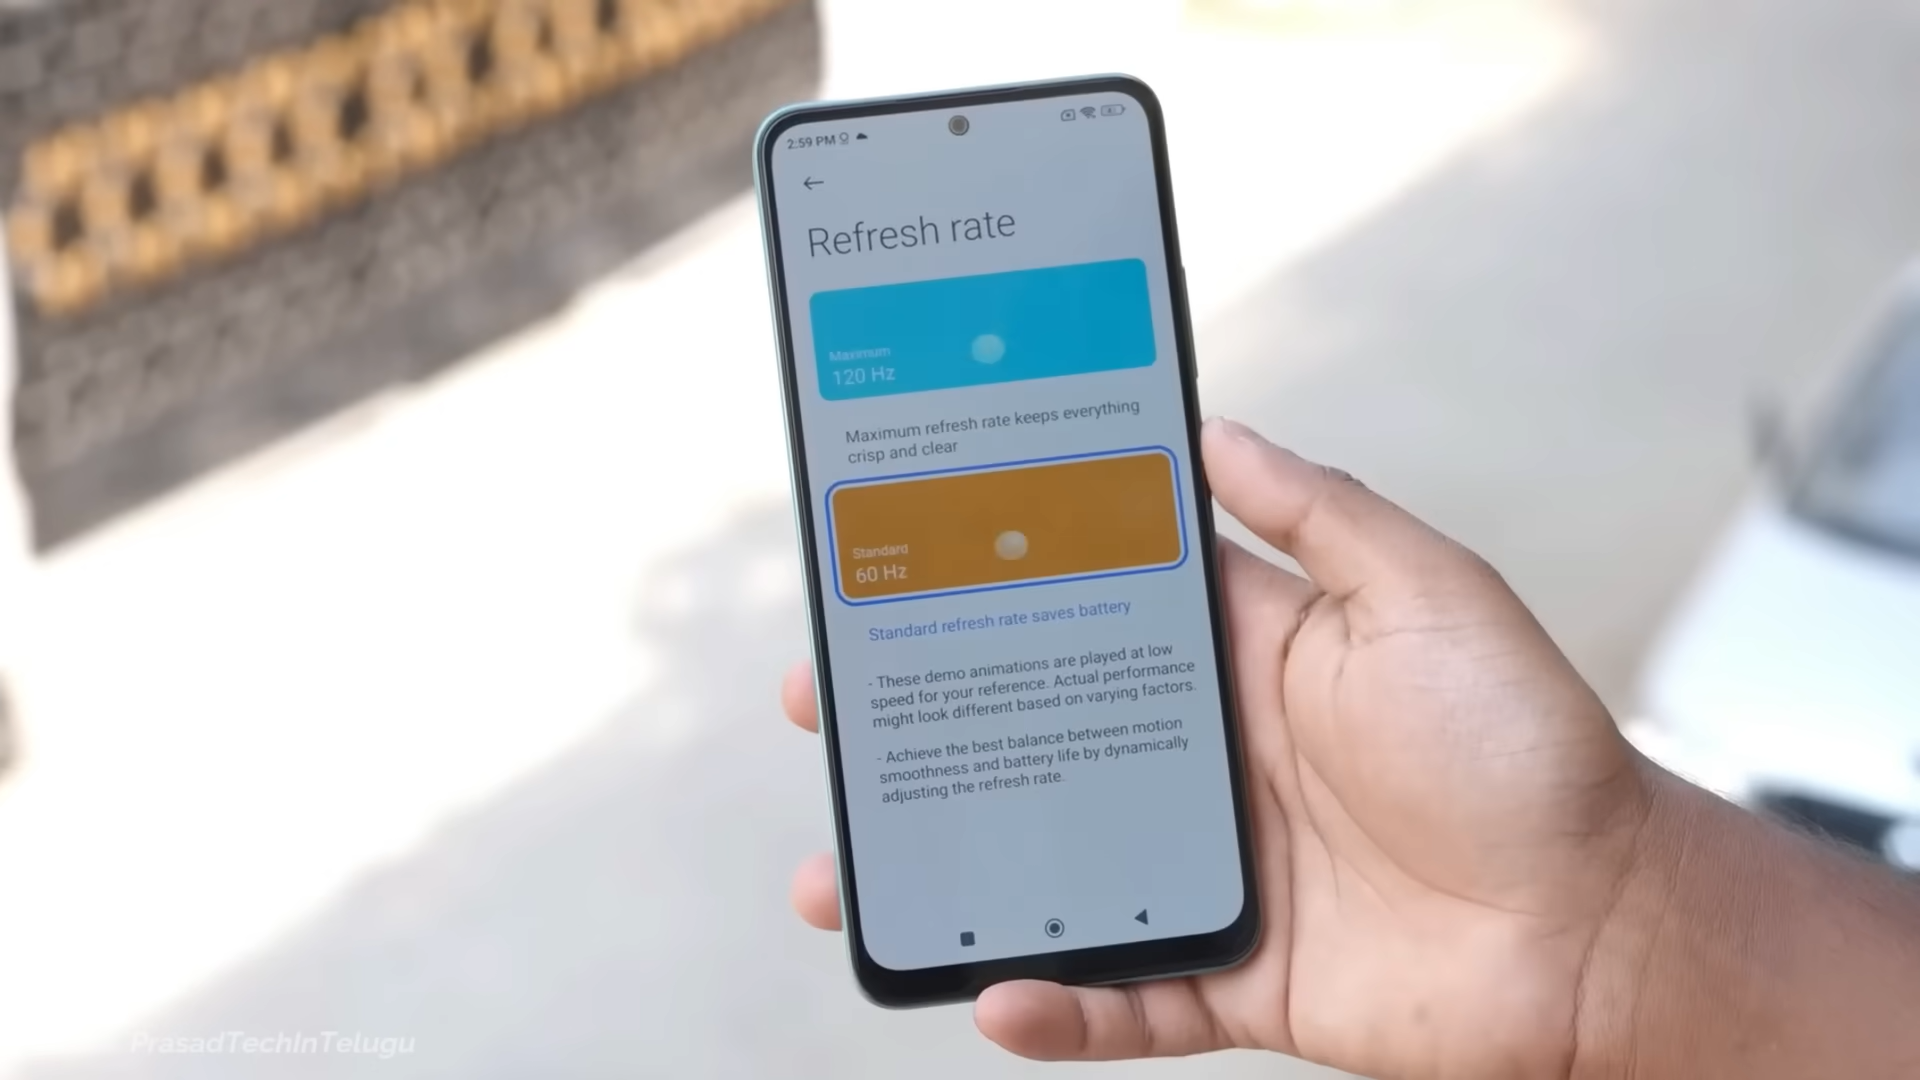 2:59 PM
Refresh rate
Maximum
120 Hz
Maximum refresh rate keeps everything
crisp and clear
Standard
60 Hz
Standard refresh rate saves battery
- These demo animations are played at low
speed for your reference. Actual performance
might look different based on varying factors.
- Achieve the best balance between motion
smoothness and battery life by dynamically
adjusting the refresh rate.
PrasadTechInTelugu